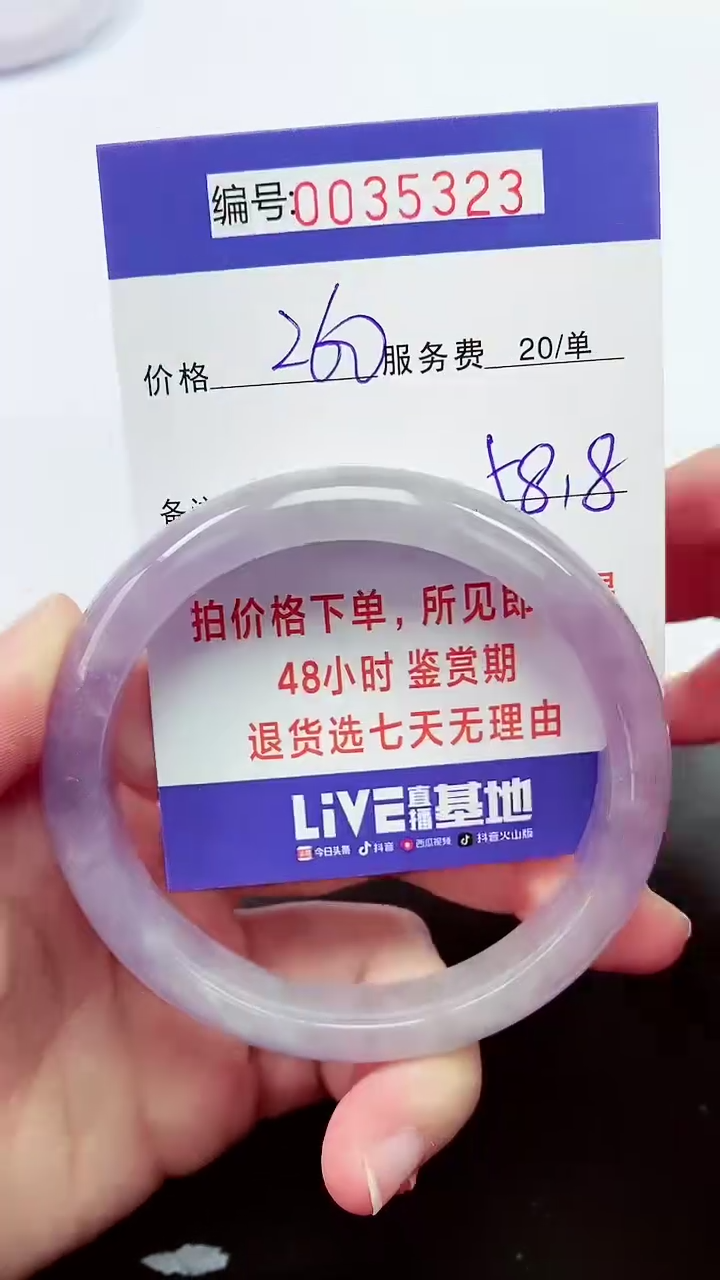 编号:0035323
价格 260 服务费 20/单
58.8
备
拍价格下单，所见即
48小时 鉴赏期
退货选七天无理由
LiVE直播基地
今日头条 抖音 西瓜视频 抖音火山版